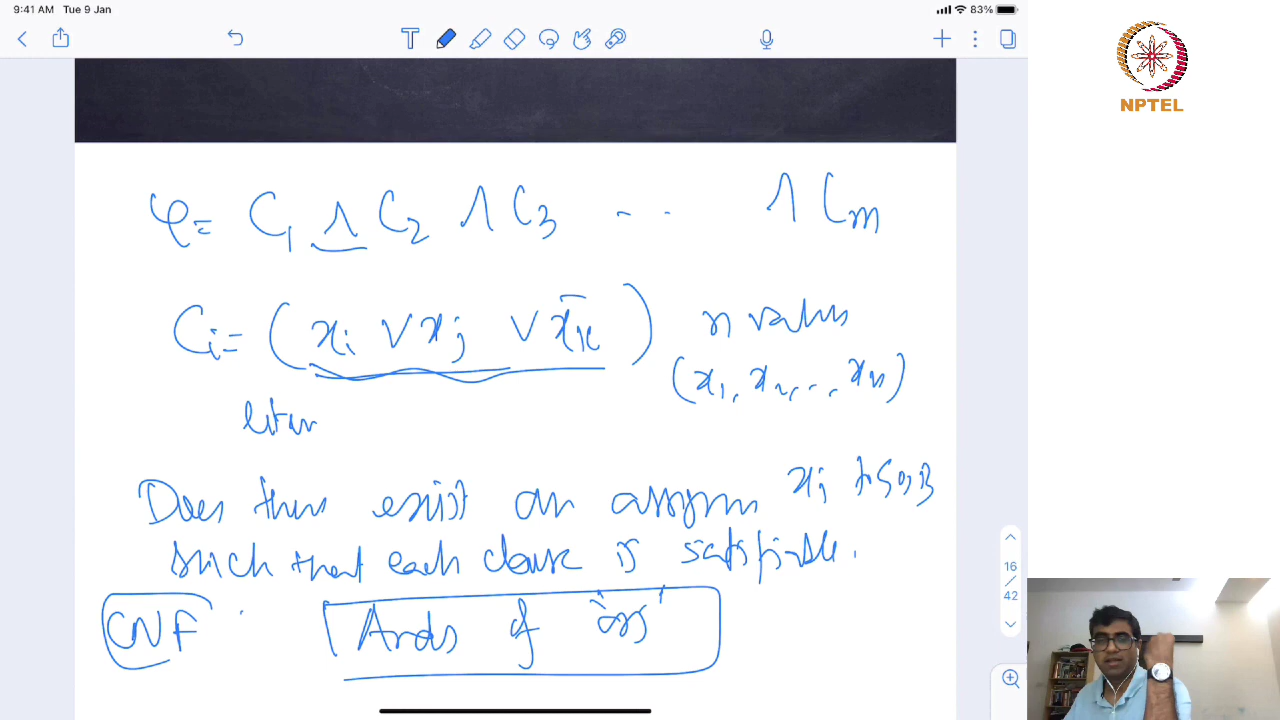 9:41 AM Tue 9 Jan
83%
NPTEL
φ = C₁ ∧ C₂ ∧ C₃ ... ∧ Cₘ
Cᵢ = (xᵢ ∨ xⱼ ∨ x̄ₖ) n values
(x₁, x₂, ..., xₙ)
liter
Does there exist an assignm xᵢ to {0,1}
such that each clause is satisfiable.
CNF : Ands of 'ors'
16
/
42